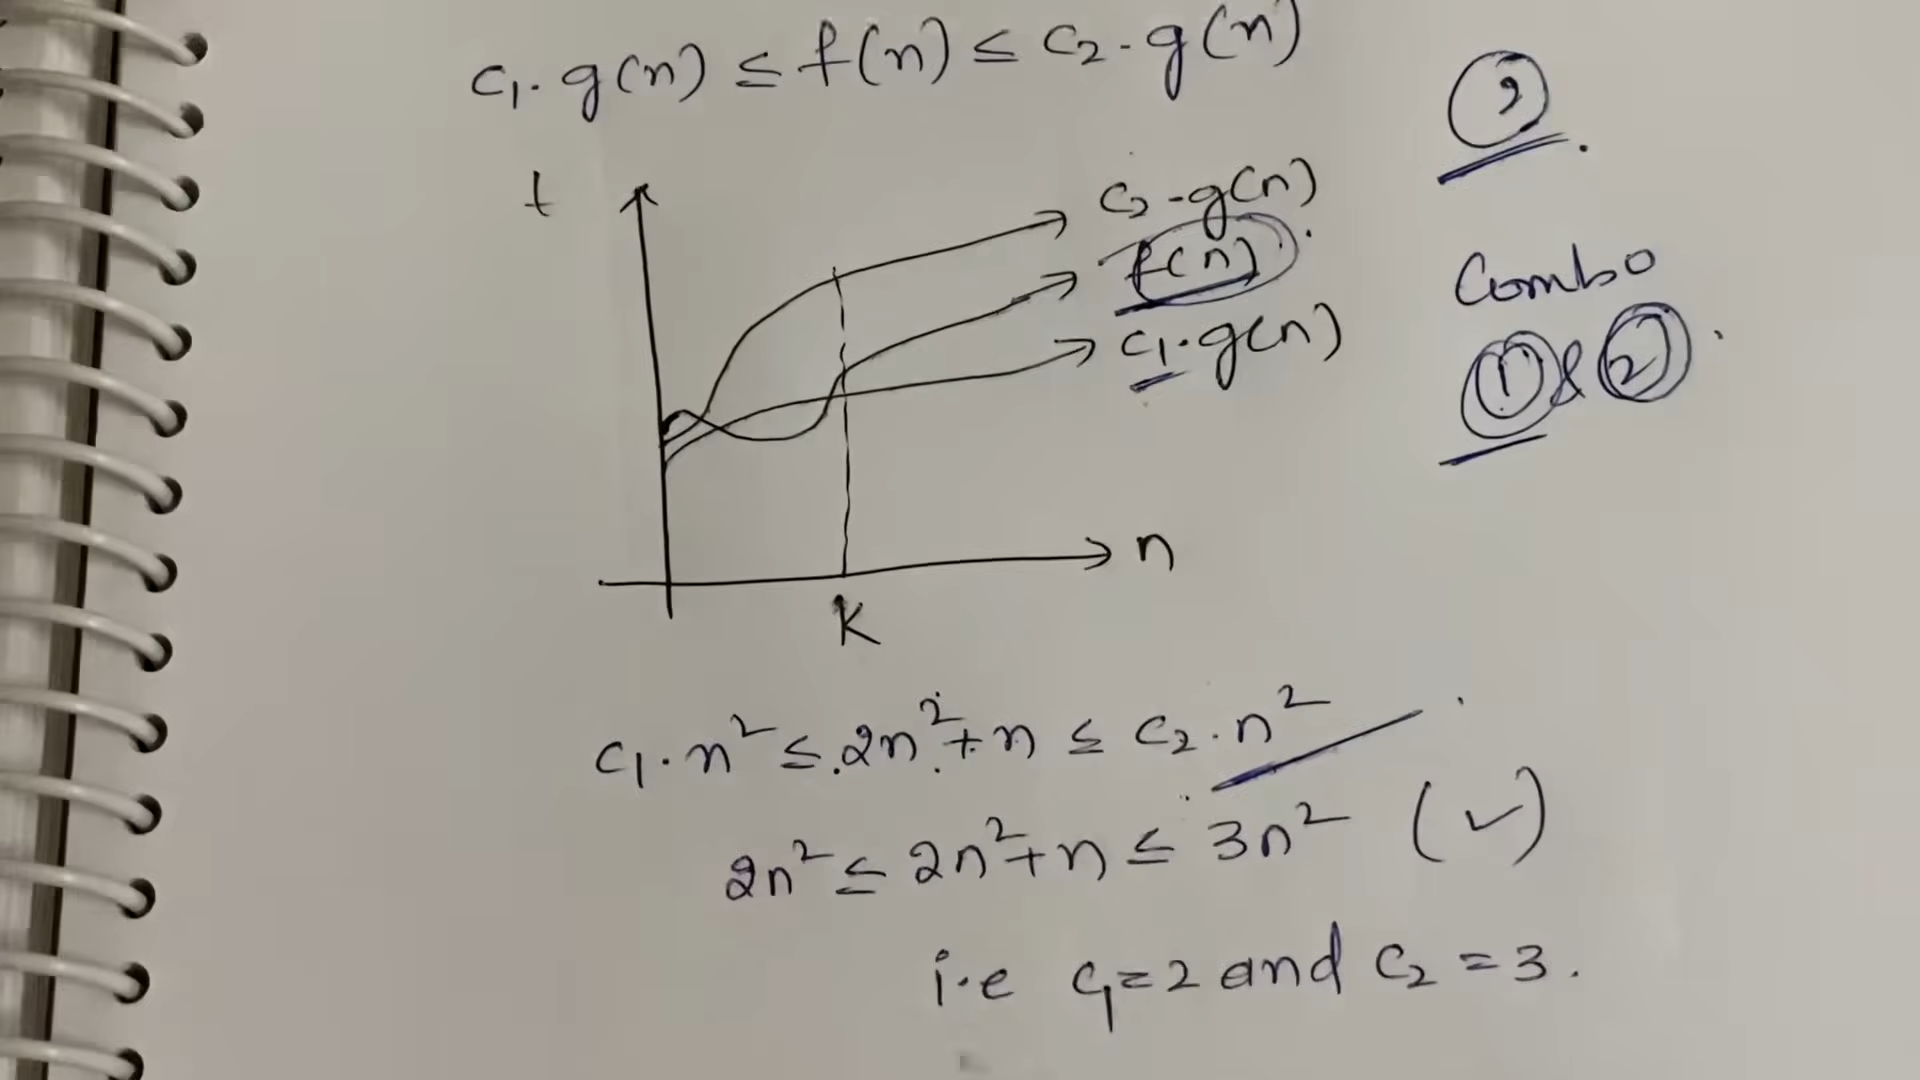 c₁·g(n) ≤ f(n) ≤ c₂·g(n)
t
c₂·g(n)
f(n)
c₁·g(n)
Combo
① & ②
n
K
c₁·n² ≤ 2n²+n ≤ c₂·n²
2n² ≤ 2n²+n ≤ 3n² (✓)
i.e c₁=2 and c₂=3.